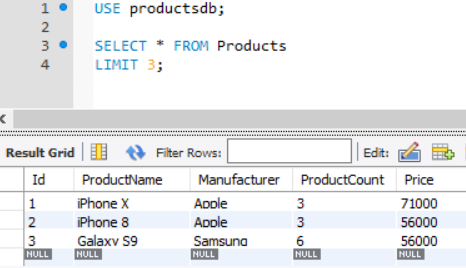 1 USE productsdb;
2
3 SELECT * FROM Products
4 LIMIT 3;
Result Grid Filter Rows: Edit:
Id ProductName Manufacturer ProductCount Price
1 iPhone X Apple 3 71000
2 iPhone 8 Apple 3 56000
3 Galaxy S9 Samsung 6 56000
NULL NULL NULL NULL NULL